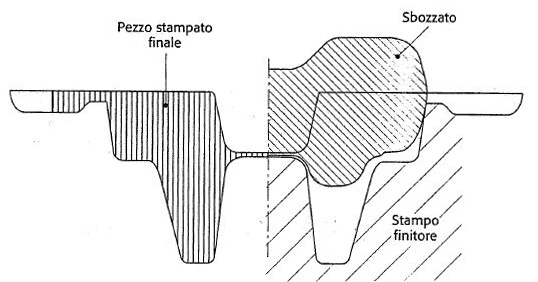 Pezzo stampato
finale
Sbozzato
Stampo
finitore